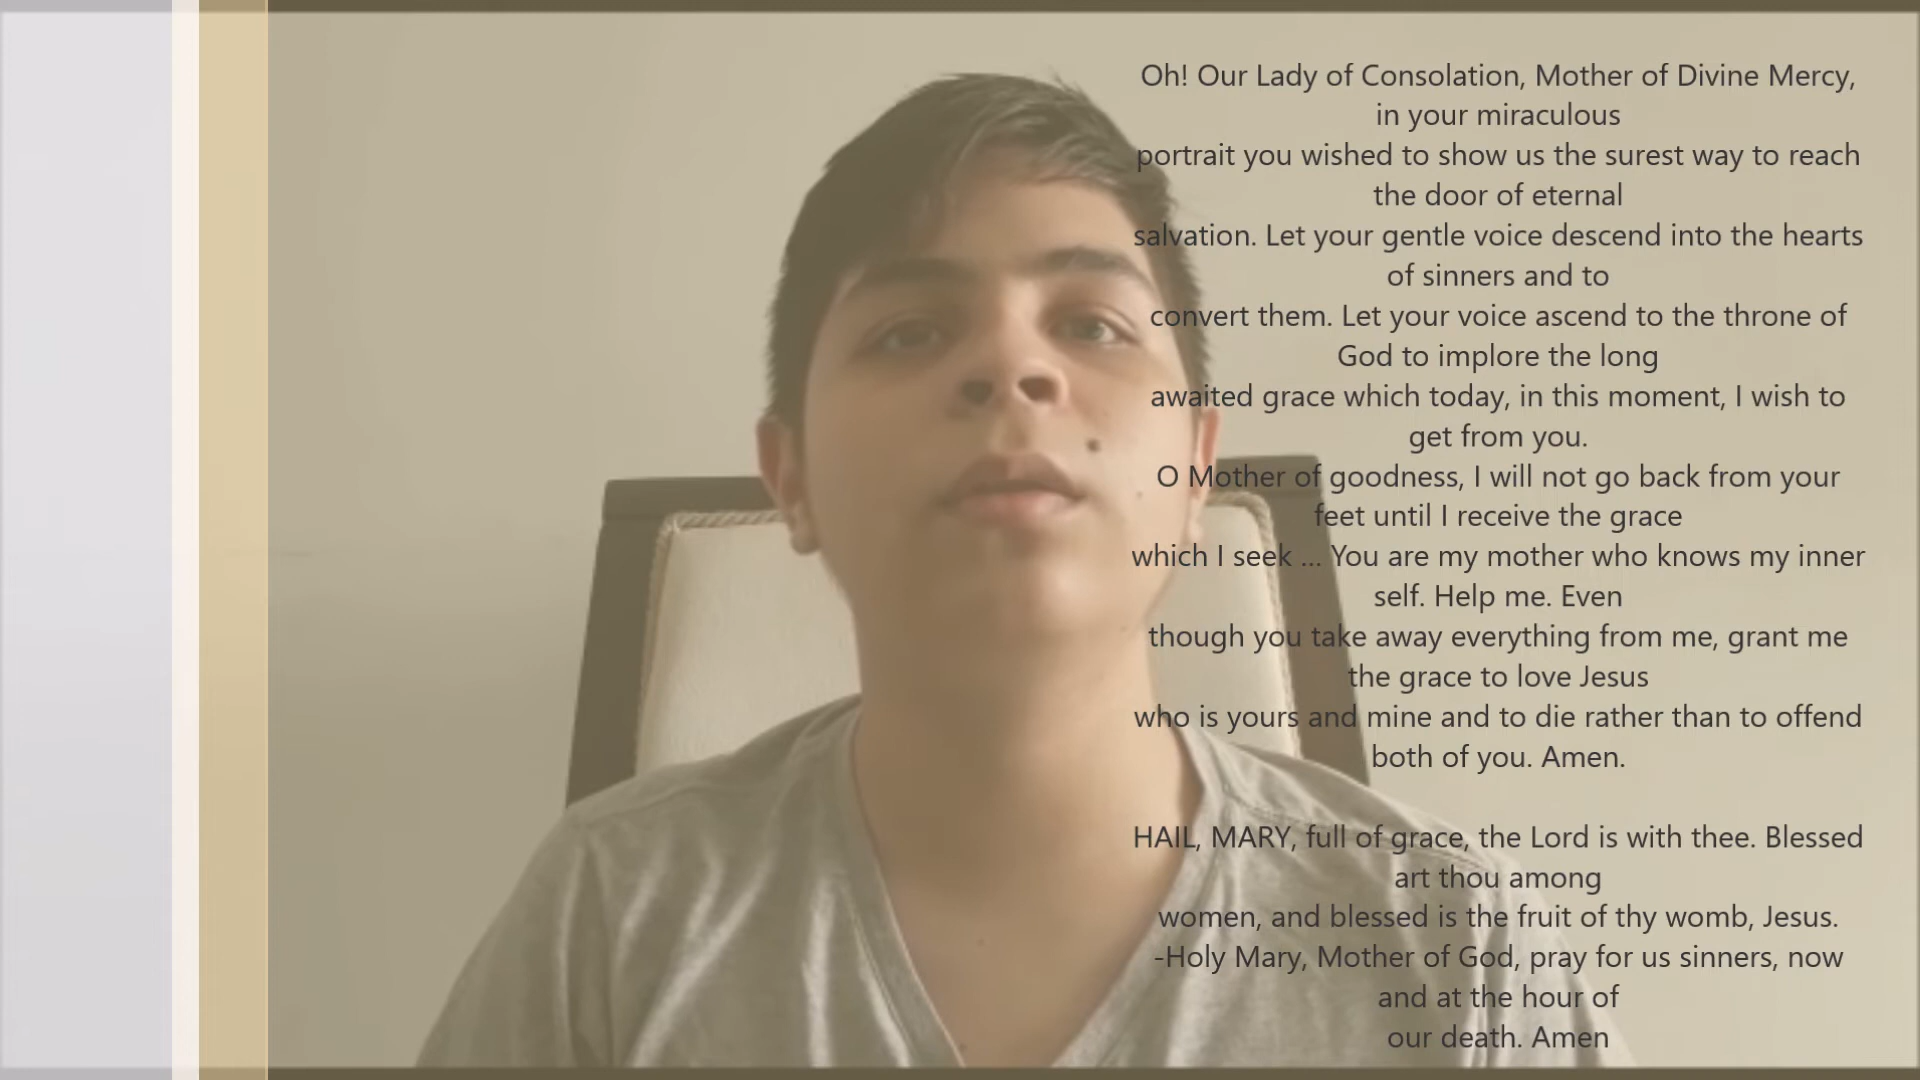 Oh! Our Lady of Consolation, Mother of Divine Mercy,
in your miraculous
portrait you wished to show us the surest way to reach
the door of eternal
salvation. Let your gentle voice descend into the hearts
of sinners and to
convert them. Let your voice ascend to the throne of
God to implore the long
awaited grace which today, in this moment, I wish to
get from you.
O Mother of goodness, I will not go back from your
feet until I receive the grace
which I seek ... You are my mother who knows my inner
self. Help me. Even
though you take away everything from me, grant me
the grace to love Jesus
who is yours and mine and to die rather than to offend
both of you. Amen.
HAIL, MARY, full of grace, the Lord is with thee. Blessed
art thou among
women, and blessed is the fruit of thy womb, Jesus.
-Holy Mary, Mother of God, pray for us sinners, now
and at the hour of
our death. Amen